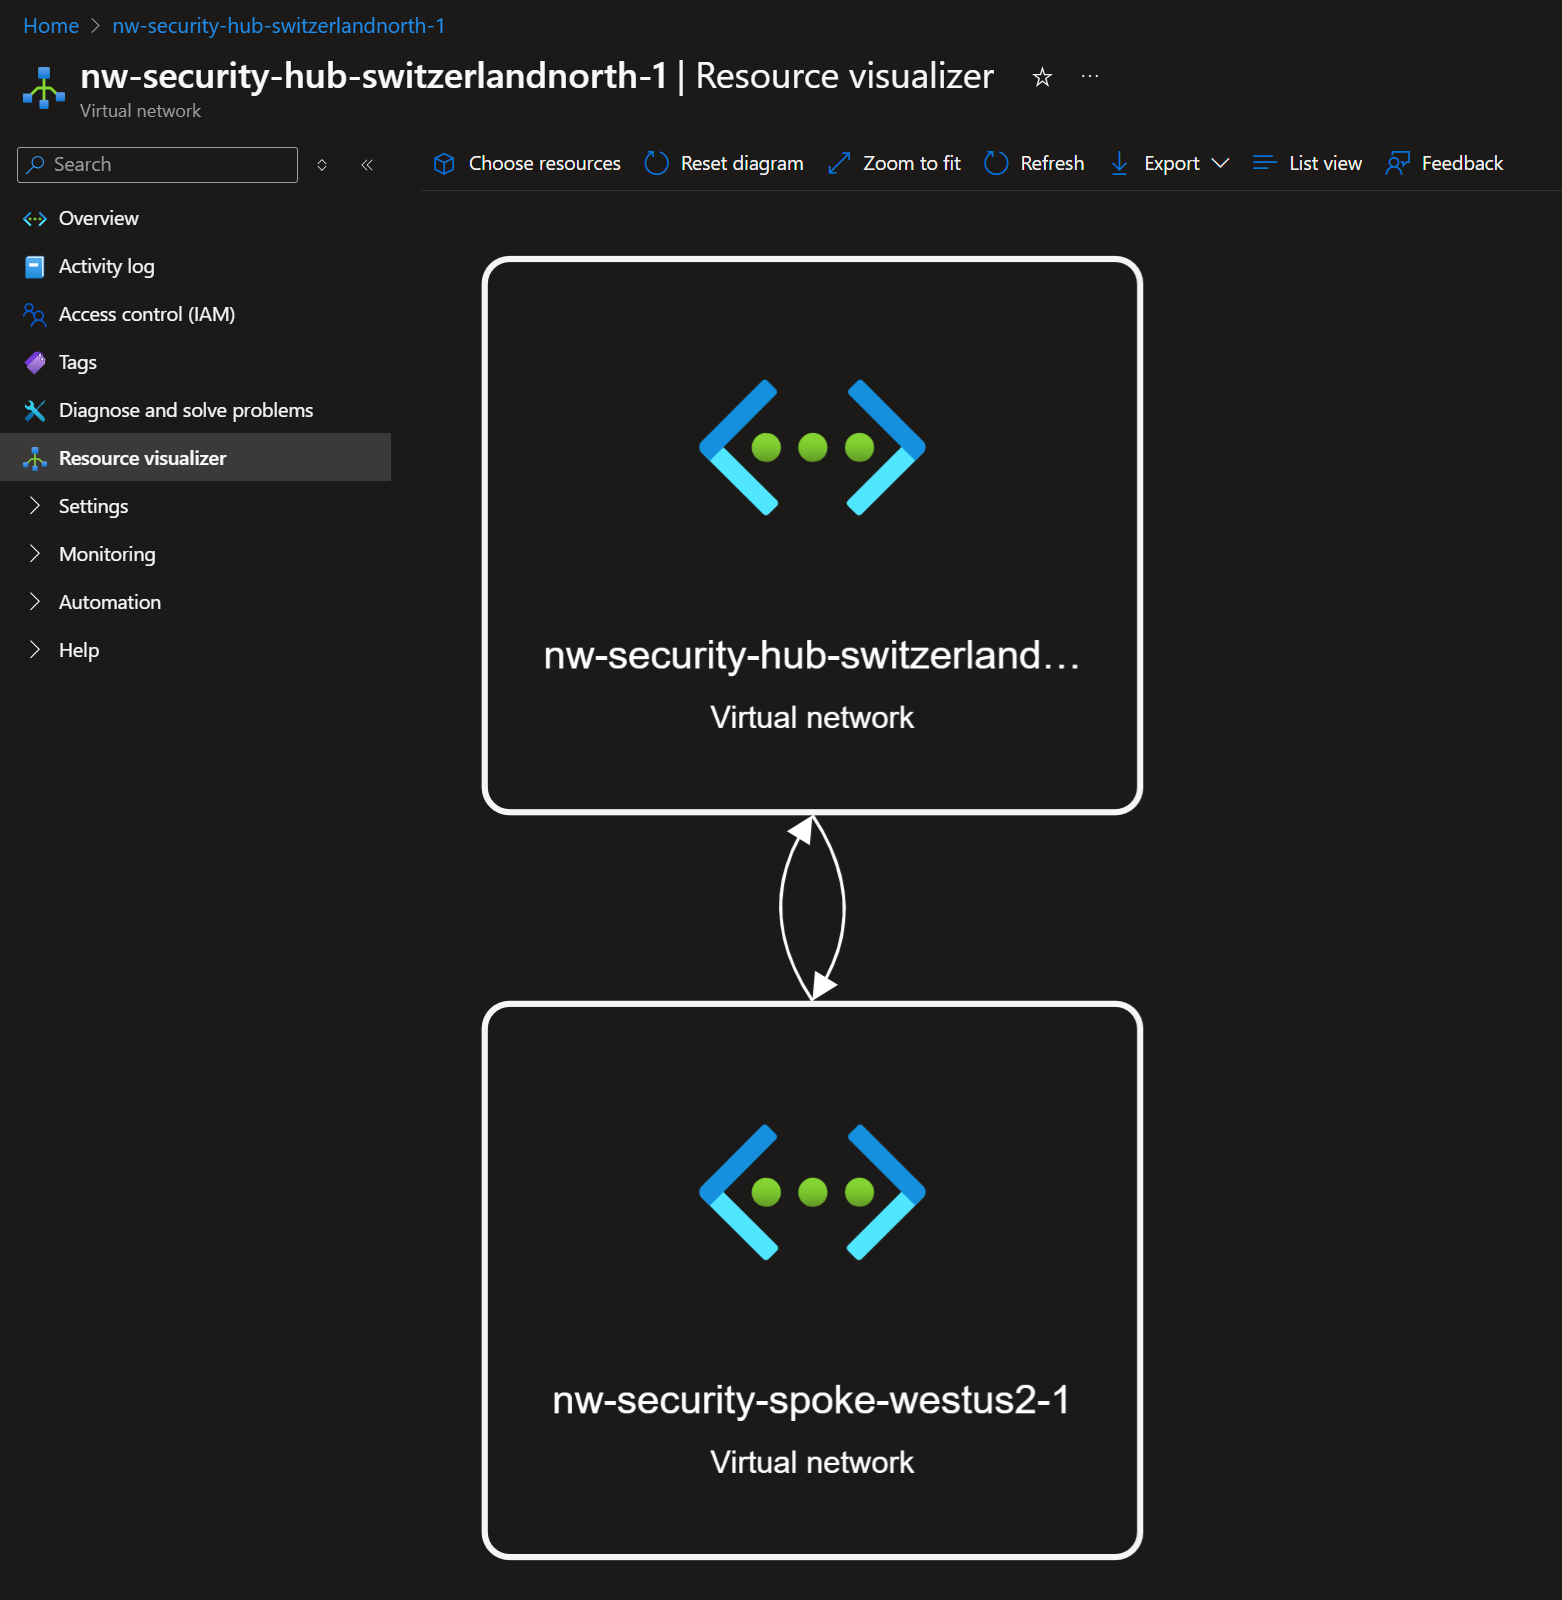 Home > nw-security-hub-switzerlandnorth-1
nw-security-hub-switzerlandnorth-1 | Resource visualizer
Virtual network
Search
Choose resources Reset diagram Zoom to fit Refresh Export List view Feedback
Overview
Activity log
Access control (IAM)
Tags
Diagnose and solve problems
Resource visualizer
Settings
Monitoring
Automation
Help
nw-security-hub-switzerland...
Virtual network
nw-security-spoke-westus2-1
Virtual network